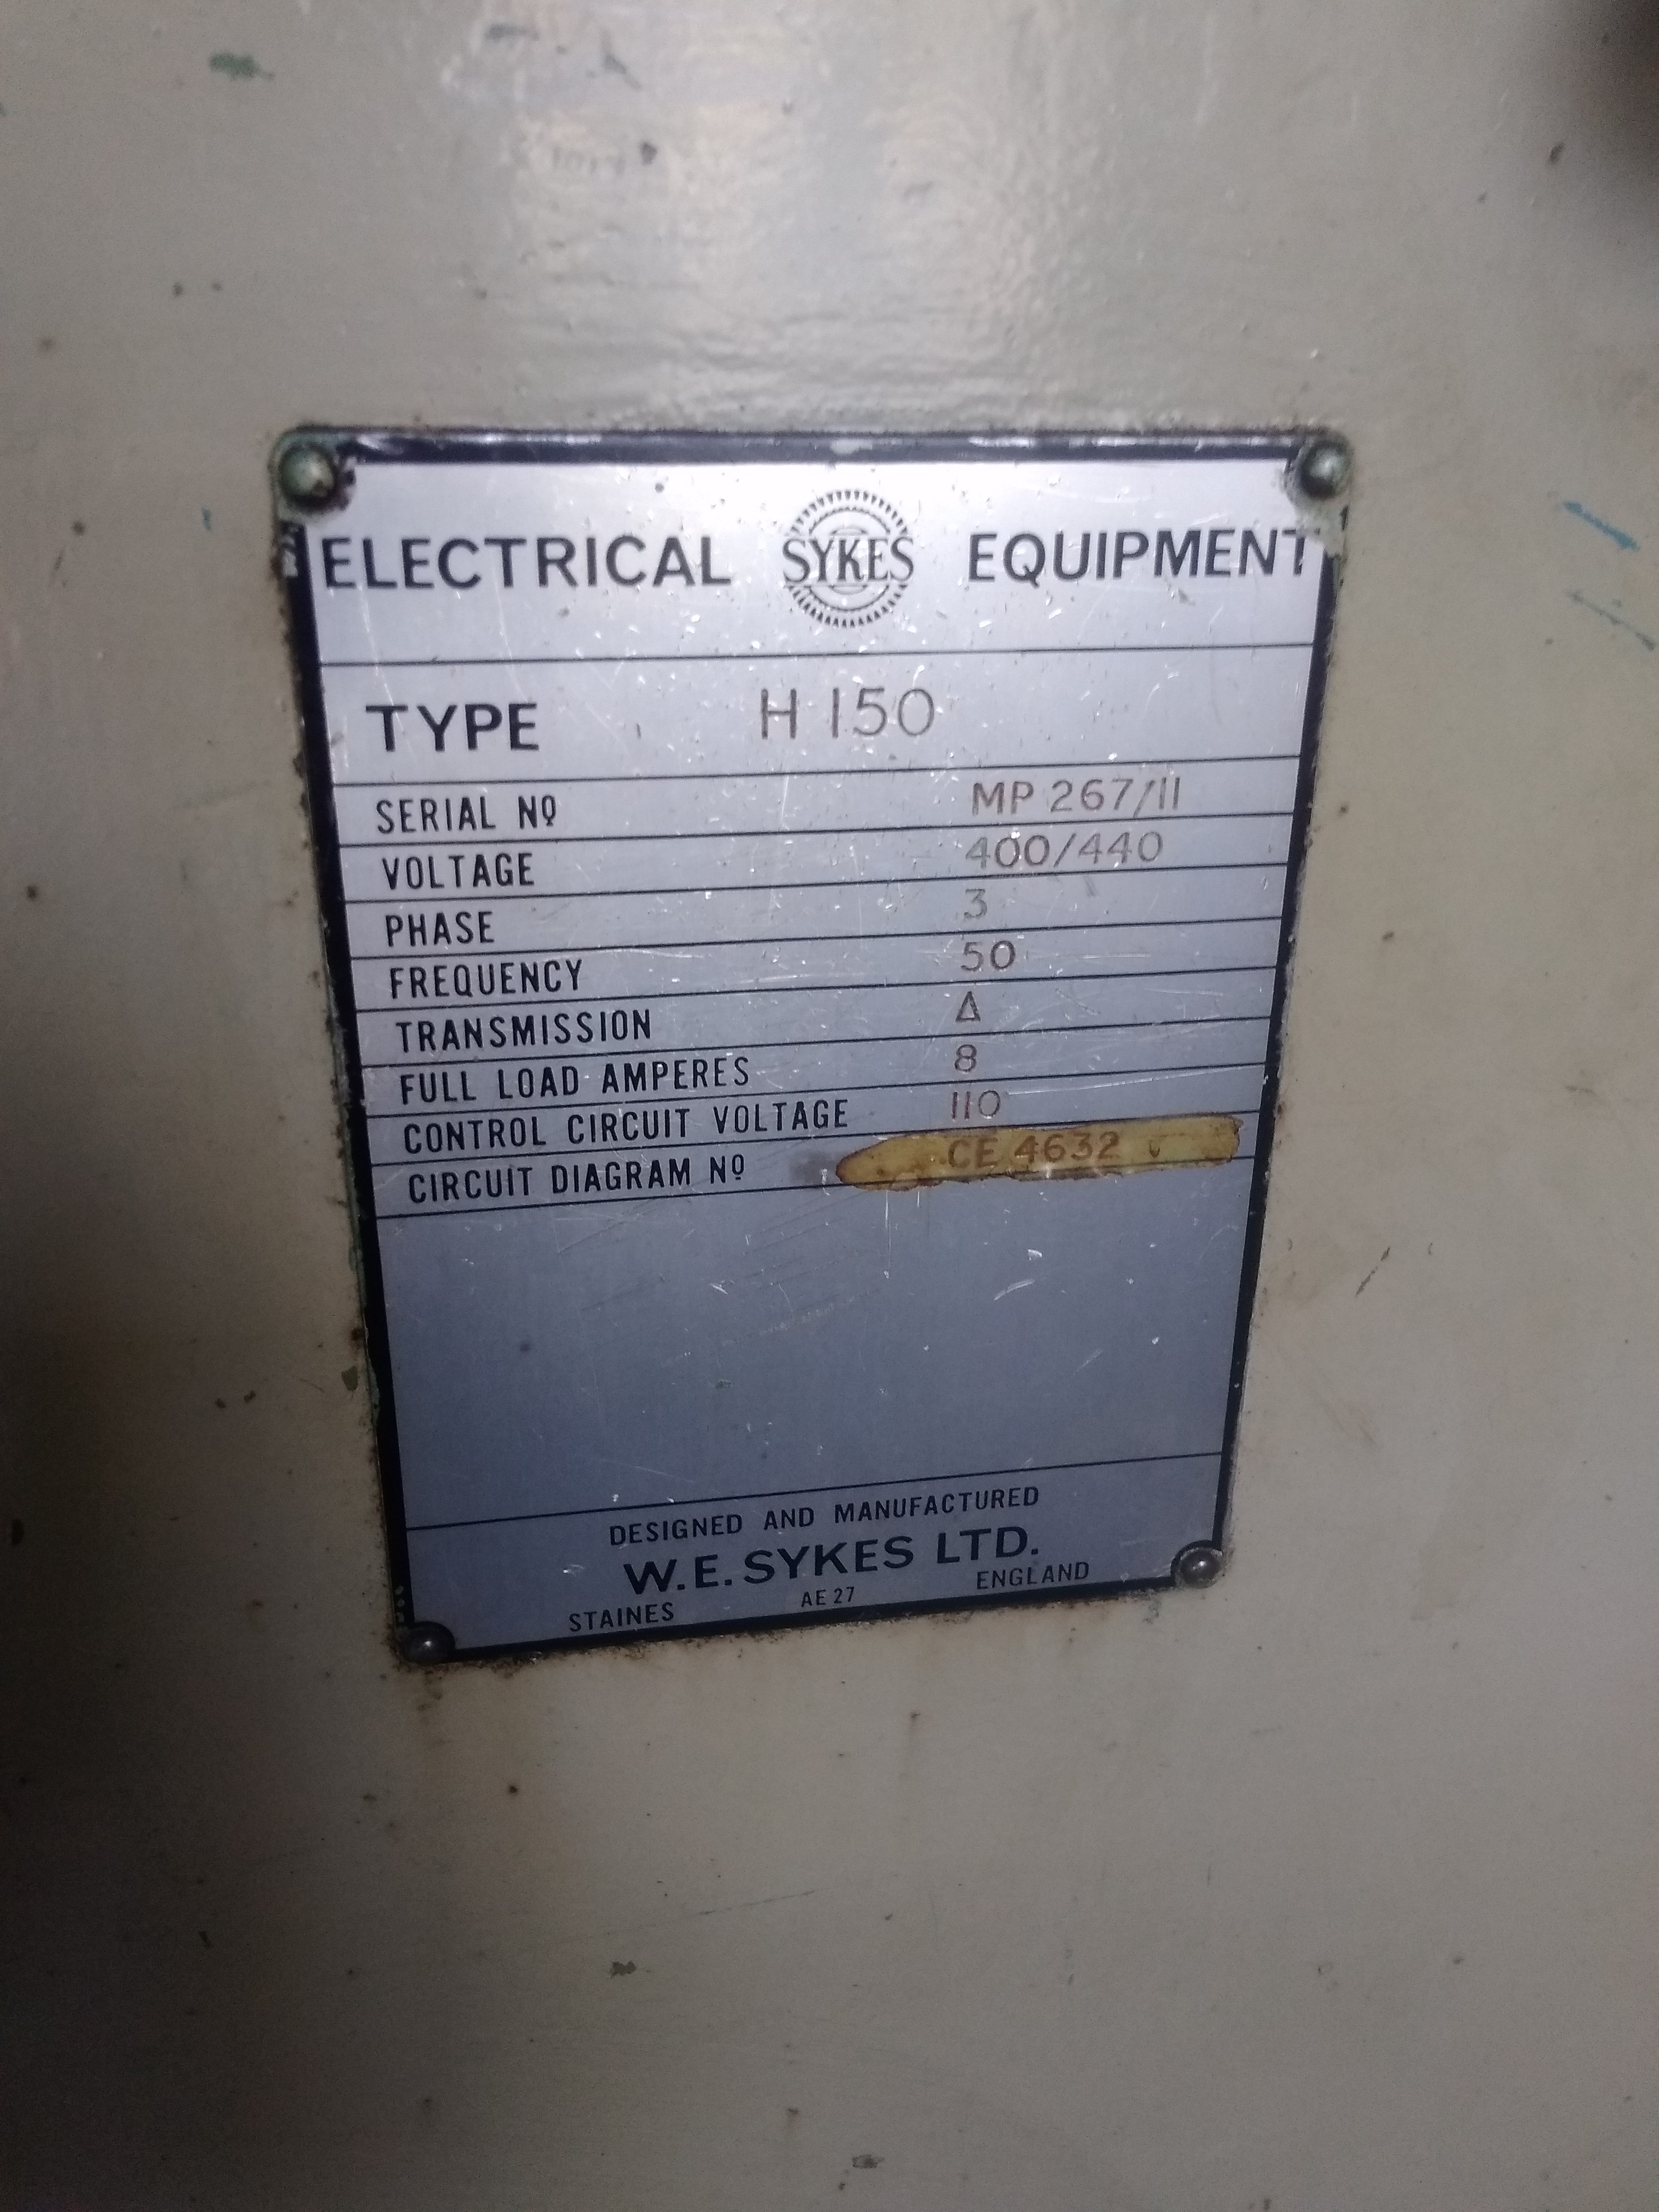 ELECTRICAL SYKES EQUIPMENT
TYPE H 150
SERIAL Nº MP 267/11
VOLTAGE 400/440
PHASE 3
FREQUENCY 50
TRANSMISSION Δ
FULL LOAD AMPERES 8
CONTROL CIRCUIT VOLTAGE 110
CIRCUIT DIAGRAM Nº CE 4632
DESIGNED AND MANUFACTURED
W.E. SYKES LTD.
STAINES AE 27 ENGLAND